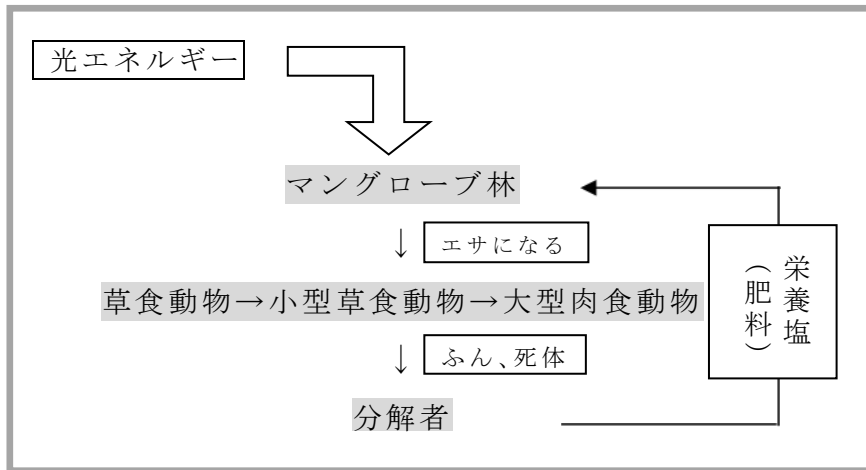 光エネルギー
マングローブ林
↓ エサになる
草食動物→小型草食動物→大型肉食動物
↓ ふん、死体
分解者
栄養塩
（肥料）